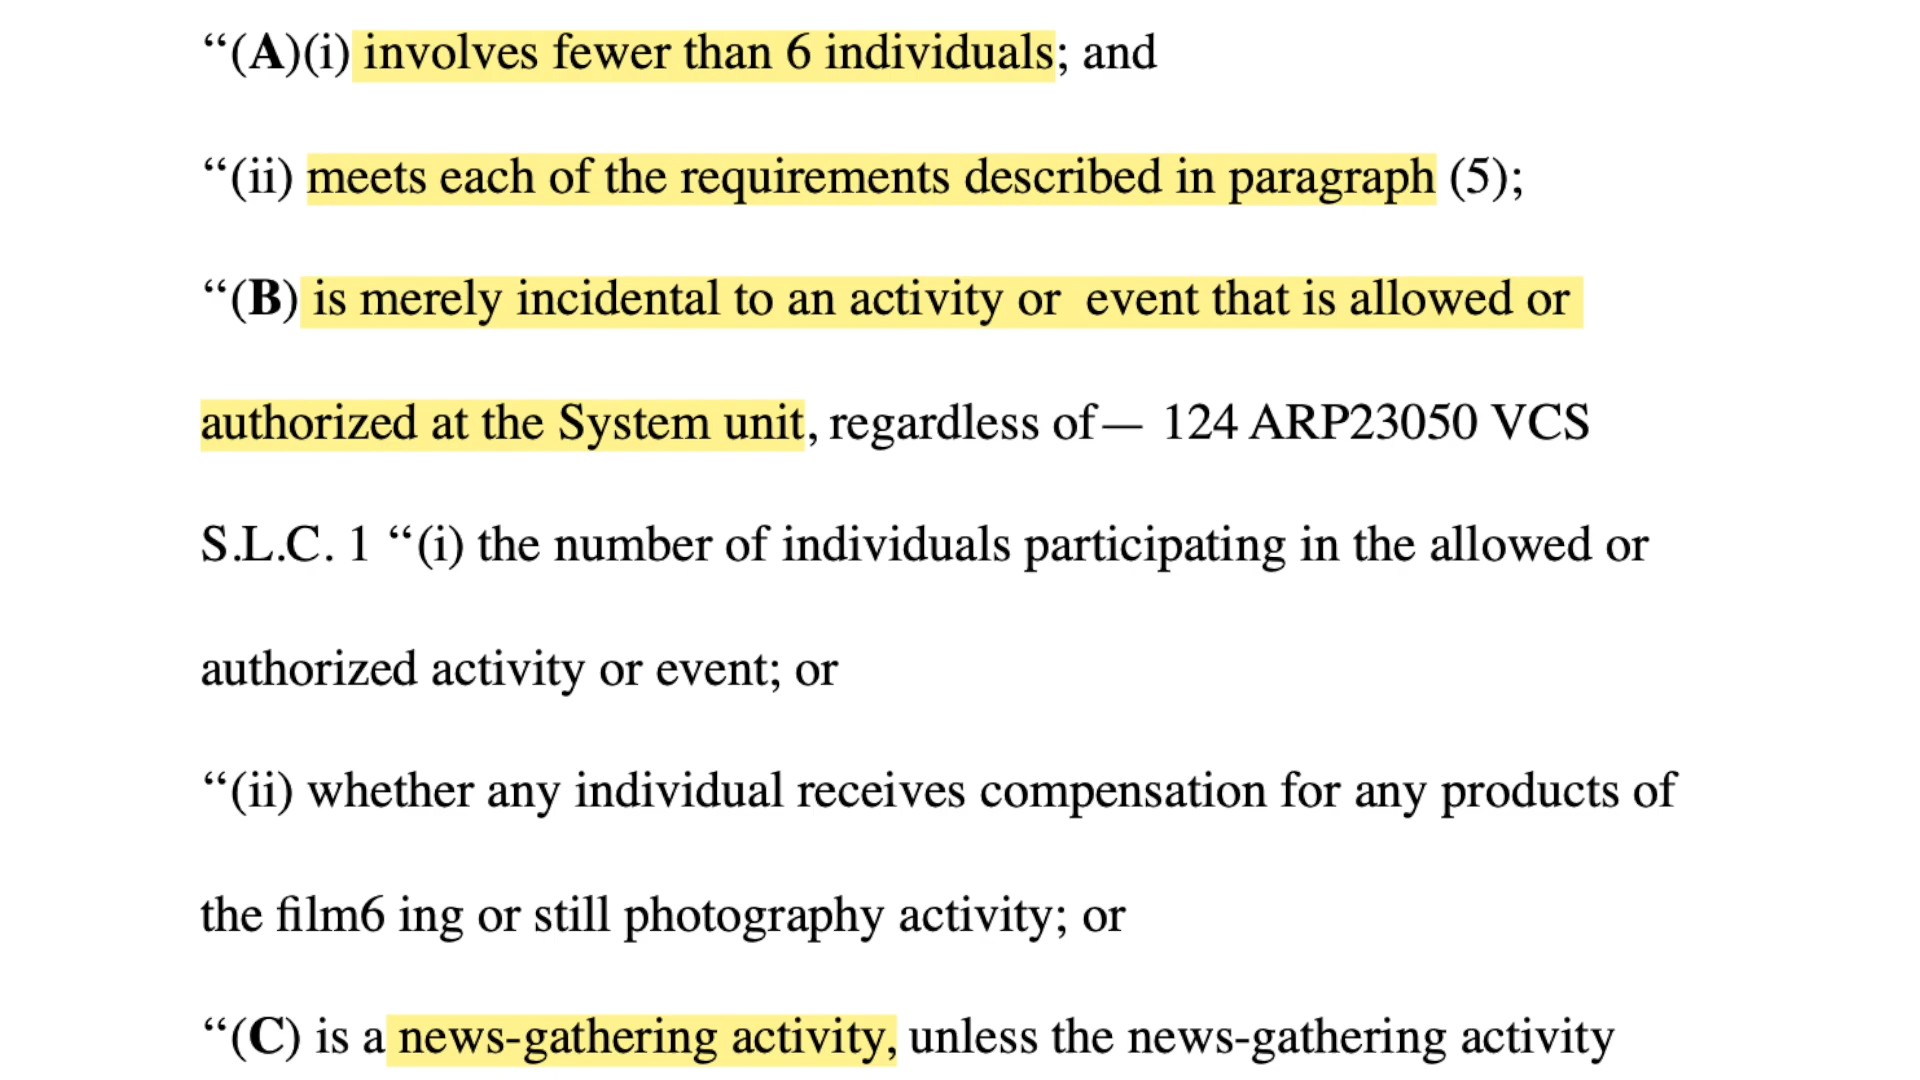 “(A)(i) involves fewer than 6 individuals; and
“(ii) meets each of the requirements described in paragraph (5);
“(B) is merely incidental to an activity or  event that is allowed or
authorized at the System unit, regardless of— 124 ARP23050 VCS
S.L.C. 1 “(i) the number of individuals participating in the allowed or
authorized activity or event; or
“(ii) whether any individual receives compensation for any products of
the film6 ing or still photography activity; or
“(C) is a news-gathering activity, unless the news-gathering activity